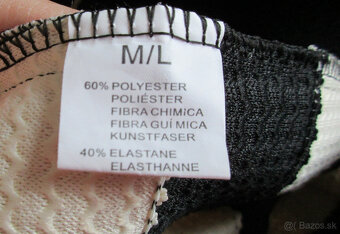 M/L
60% POLYESTER
POLIÉSTER
FIBRA CHIMICA
FIBRA GUÍ MICA
KUNSTFASER
40% ELASTANE
ELASTHANNE
Bazos.sk